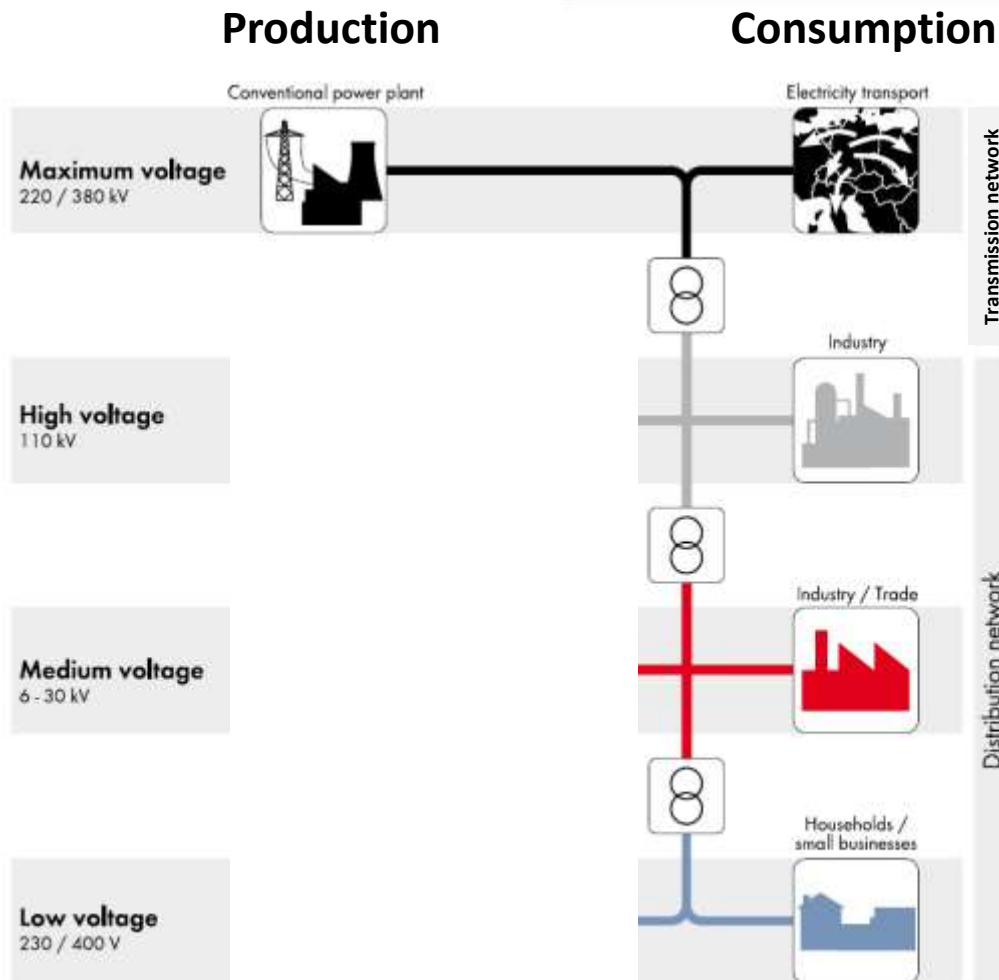 Production
Consumption
Conventional power plant
Electricity transport
Maximum voltage
220 / 380 kV
Transmission network
Industry
High voltage
110 kV
Industry / Trade
Medium voltage
6 - 30 kV
Distribution network
Households /
small businesses
Low voltage
230 / 400 V